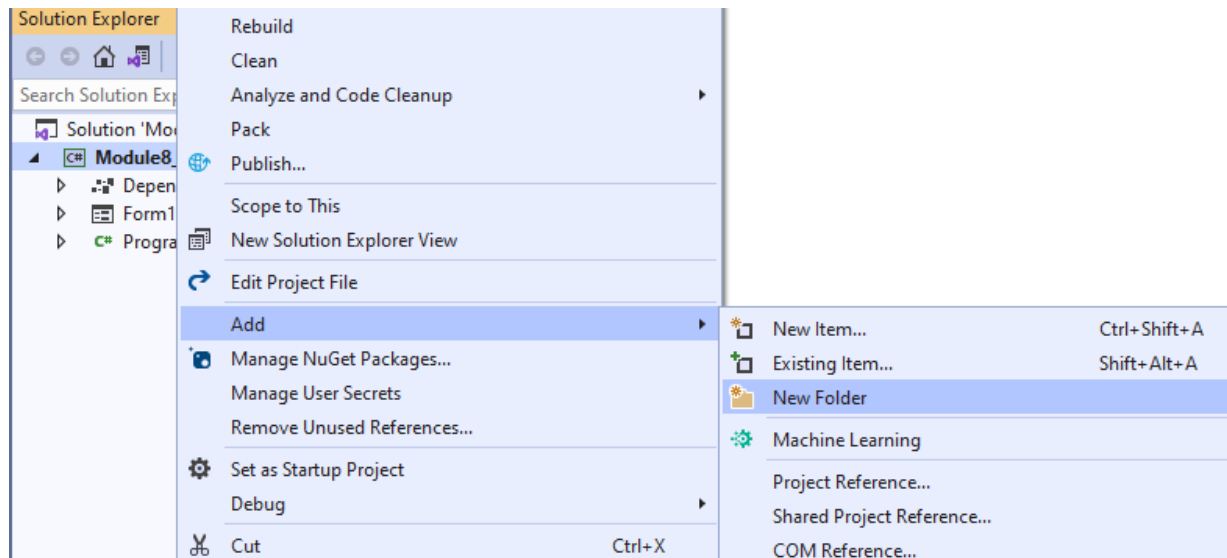 Solution Explorer
Search Solution Exp
Solution 'Mo
C# Module8_
Depen
Form1
C# Progra
Rebuild
Clean
Analyze and Code Cleanup
Pack
Publish...
Scope to This
New Solution Explorer View
Edit Project File
Add
Manage NuGet Packages...
Manage User Secrets
Remove Unused References...
Set as Startup Project
Debug
Cut Ctrl+X
New Item... Ctrl+Shift+A
Existing Item... Shift+Alt+A
New Folder
Machine Learning
Project Reference...
Shared Project Reference...
COM Reference...